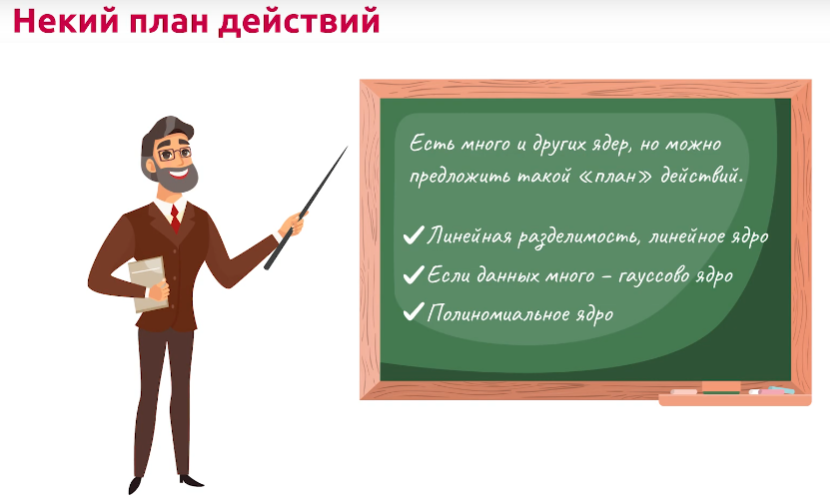 Некий план действий
Есть много и других ядер, но можно
предложить такой «план» действий.
Линейная разделимость, линейное ядро
Если данных много – гауссово ядро
Полиномиальное ядро